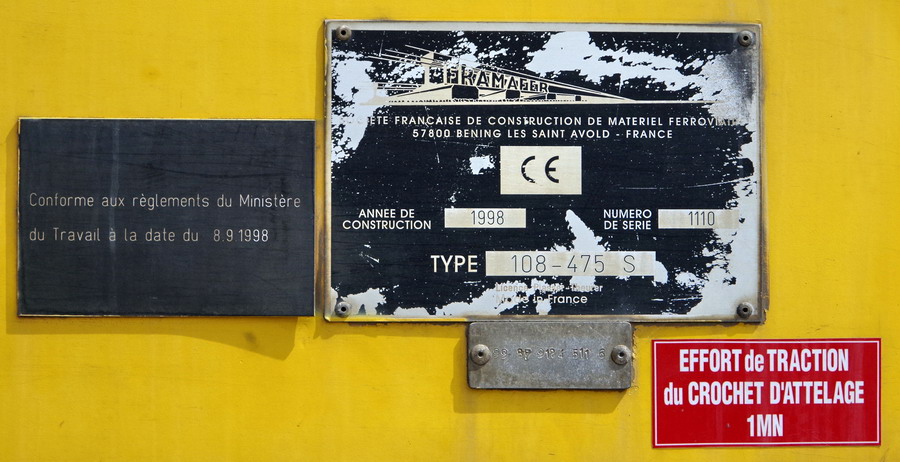 Conforme aux règlements du Ministère
du Travail à la date du 8.9.1998
FRAMAFER
FRANCAISE DE CONSTRUCTION DE MATERIEL
57800 BENING LES SAINT AVOLD - FRANCE
CE
ANNEE DE CONSTRUCTION 1998
NUMERO DE SERIE 1110
TYPE 108-475 S
Made in France
EFFORT de TRACTION
du CROCHET D'ATTELAGE
1MN